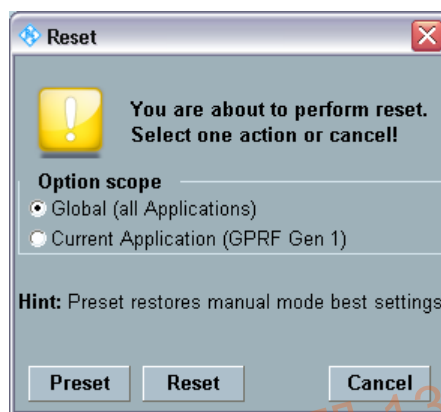 Reset
You are about to perform reset.
Select one action or cancel!
Option scope
Global (all Applications)
Current Application (GPRF Gen 1)
Hint: Preset restores manual mode best settings
Preset Reset Cancel